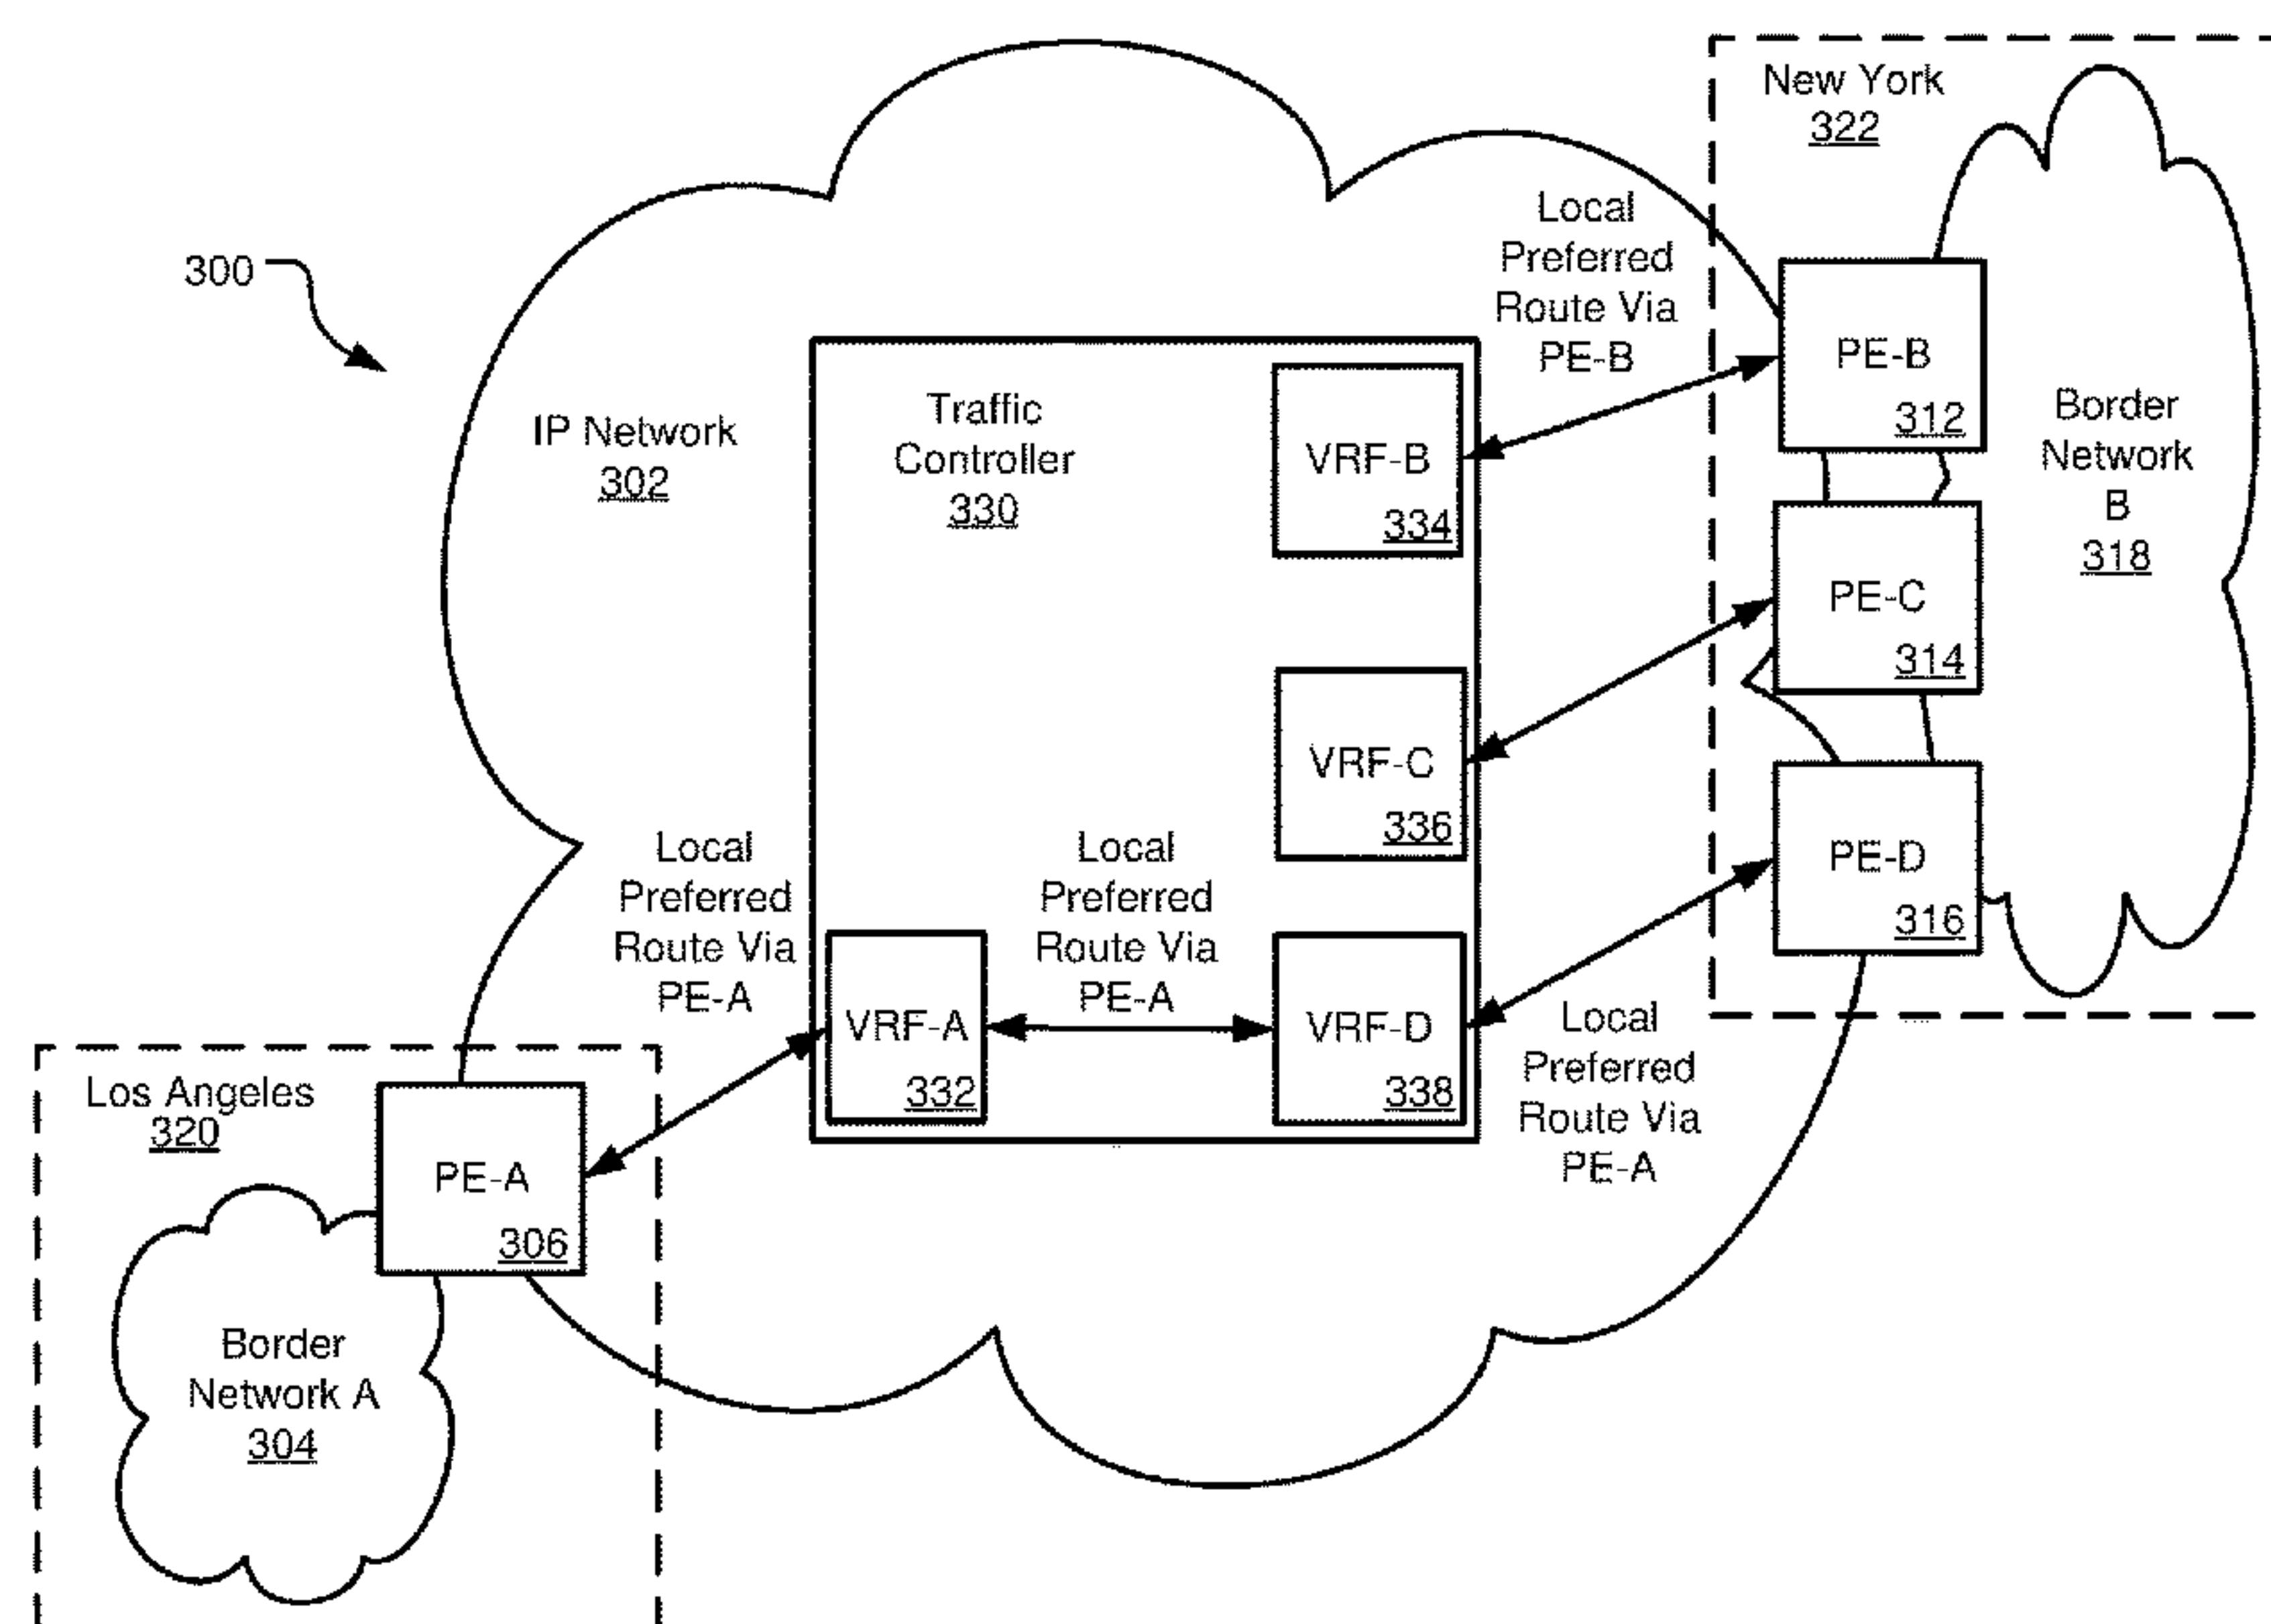 300
IP Network
302
Traffic
Controller
330
VRF-B
334
VRF-C
336
VRF-A
332
VRF-D
338
Local
Preferred
Route Via
PE-B
Local
Preferred
Route Via
PE-A
Local
Preferred
Route Via
PE-A
Local
Preferred
Route Via
PE-A
New York
322
PE-B
312
PE-C
314
PE-D
316
Border
Network
B
318
Los Angeles
320
PE-A
306
Border
Network A
304